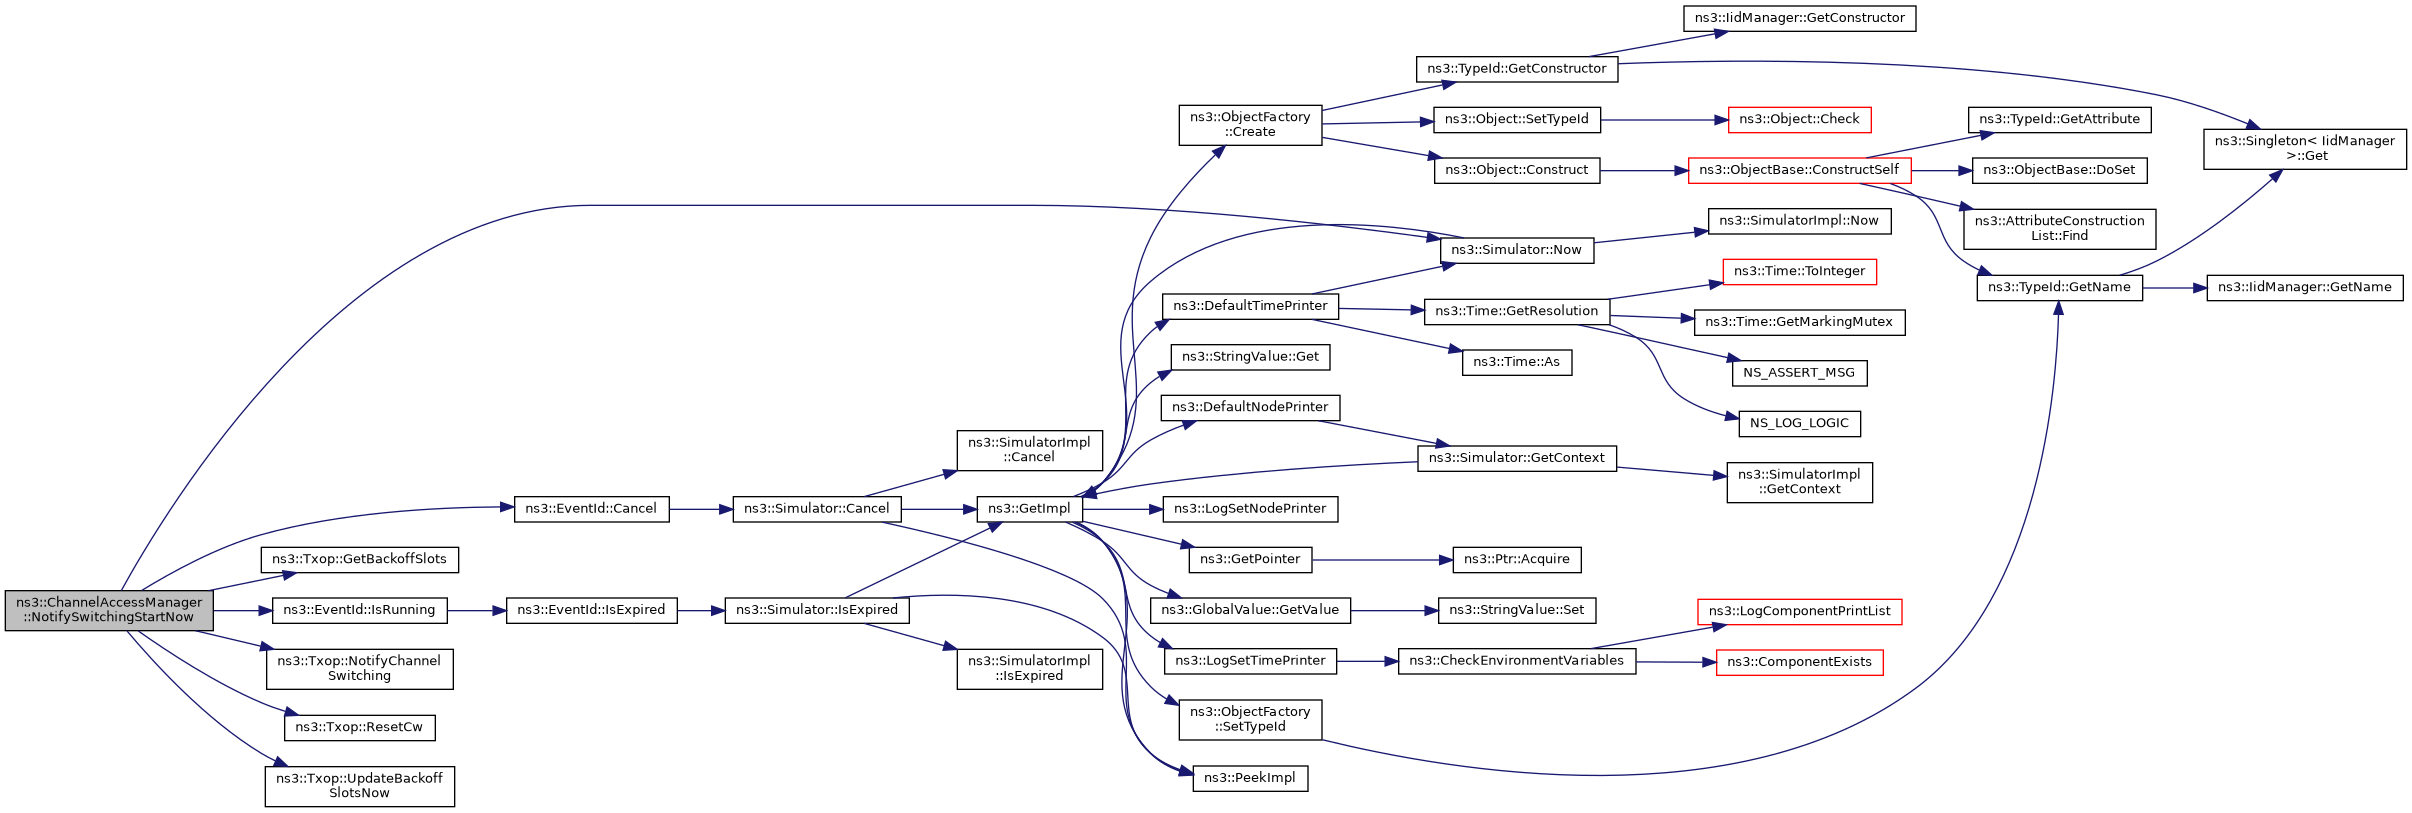 ns3::ChannelAccessManager
::NotifySwitchingStartNow
ns3::EventId::Cancel
ns3::Txop::GetBackoffSlots
ns3::EventId::IsRunning
ns3::Txop::NotifyChannel
Switching
ns3::Txop::ResetCw
ns3::Txop::UpdateBackoff
SlotsNow
ns3::EventId::IsExpired
ns3::Simulator::Cancel
ns3::Simulator::IsExpired
ns3::SimulatorImpl
::Cancel
ns3::GetImpl
ns3::SimulatorImpl
::IsExpired
ns3::ObjectFactory
::Create
ns3::DefaultTimePrinter
ns3::StringValue::Get
ns3::DefaultNodePrinter
ns3::LogSetNodePrinter
ns3::GetPointer
ns3::GlobalValue::GetValue
ns3::LogSetTimePrinter
ns3::ObjectFactory
::SetTypeId
ns3::PeekImpl
ns3::TypeId::GetConstructor
ns3::Object::SetTypeId
ns3::Object::Construct
ns3::Simulator::Now
ns3::Time::GetResolution
ns3::Time::As
ns3::Simulator::GetContext
ns3::Ptr::Acquire
ns3::StringValue::Set
ns3::CheckEnvironmentVariables
ns3::IidManager::GetConstructor
ns3::Object::Check
ns3::ObjectBase::ConstructSelf
ns3::SimulatorImpl::Now
ns3::Time::ToInteger
ns3::Time::GetMarkingMutex
NS_ASSERT_MSG
NS_LOG_LOGIC
ns3::SimulatorImpl
::GetContext
ns3::LogComponentPrintList
ns3::ComponentExists
ns3::TypeId::GetAttribute
ns3::ObjectBase::DoSet
ns3::AttributeConstruction
List::Find
ns3::TypeId::GetName
ns3::Singleton< IidManager
>::Get
ns3::IidManager::GetName